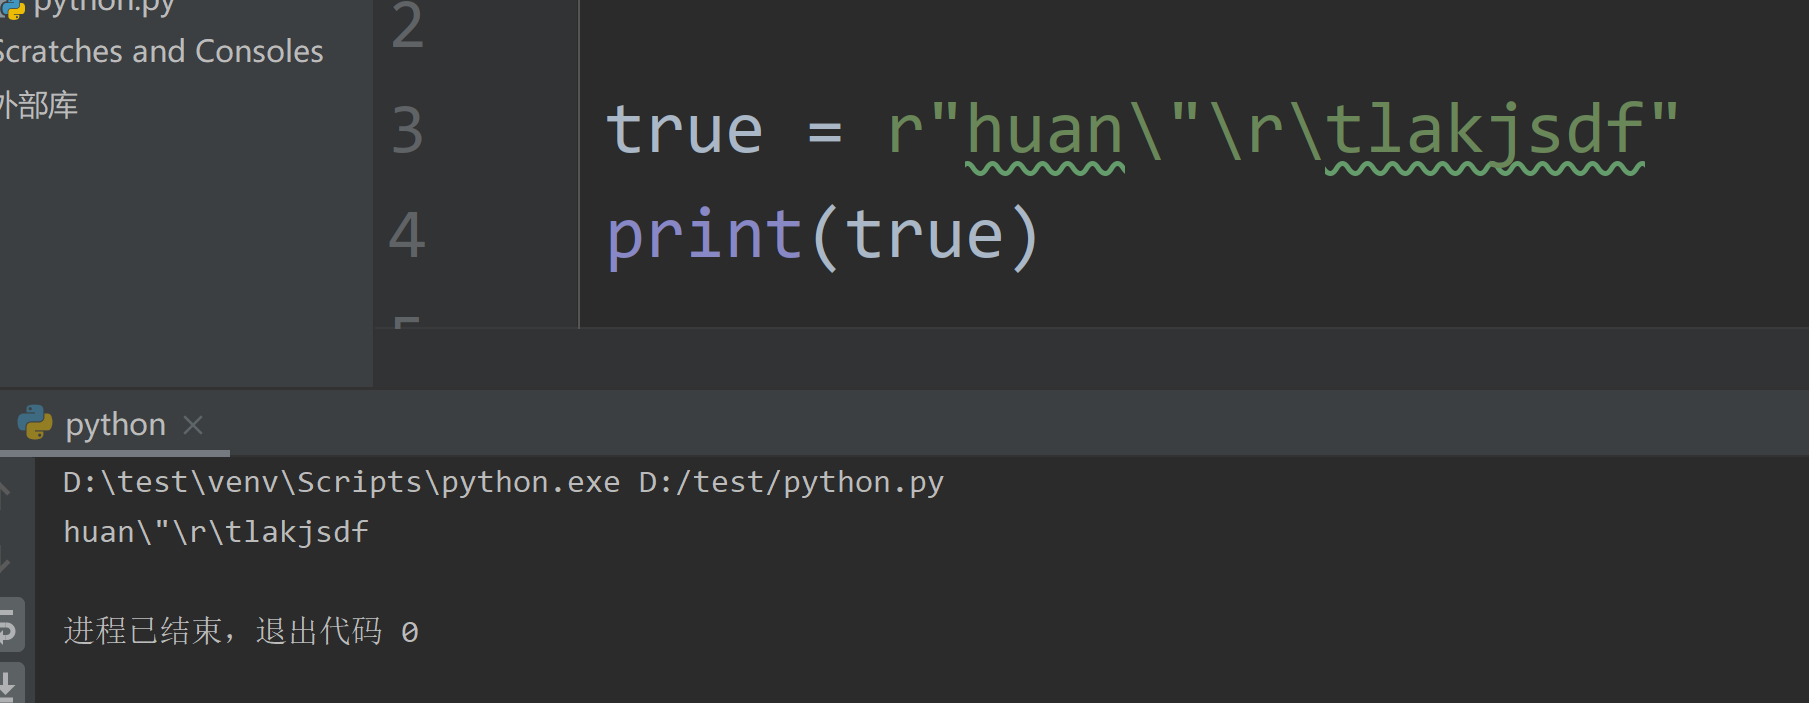 python.py
Scratches and Consoles
外部库
2
3 true = r"huan\"\r\tlakjsdf"
4 print(true)
5
python
D:\test\venv\Scripts\python.exe D:/test/python.py
huan\"\r\tlakjsdf
进程已结束，退出代码 0